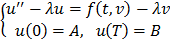 u′′ − λu = f(t, v) − λv
u(0) = A, u(T) = B